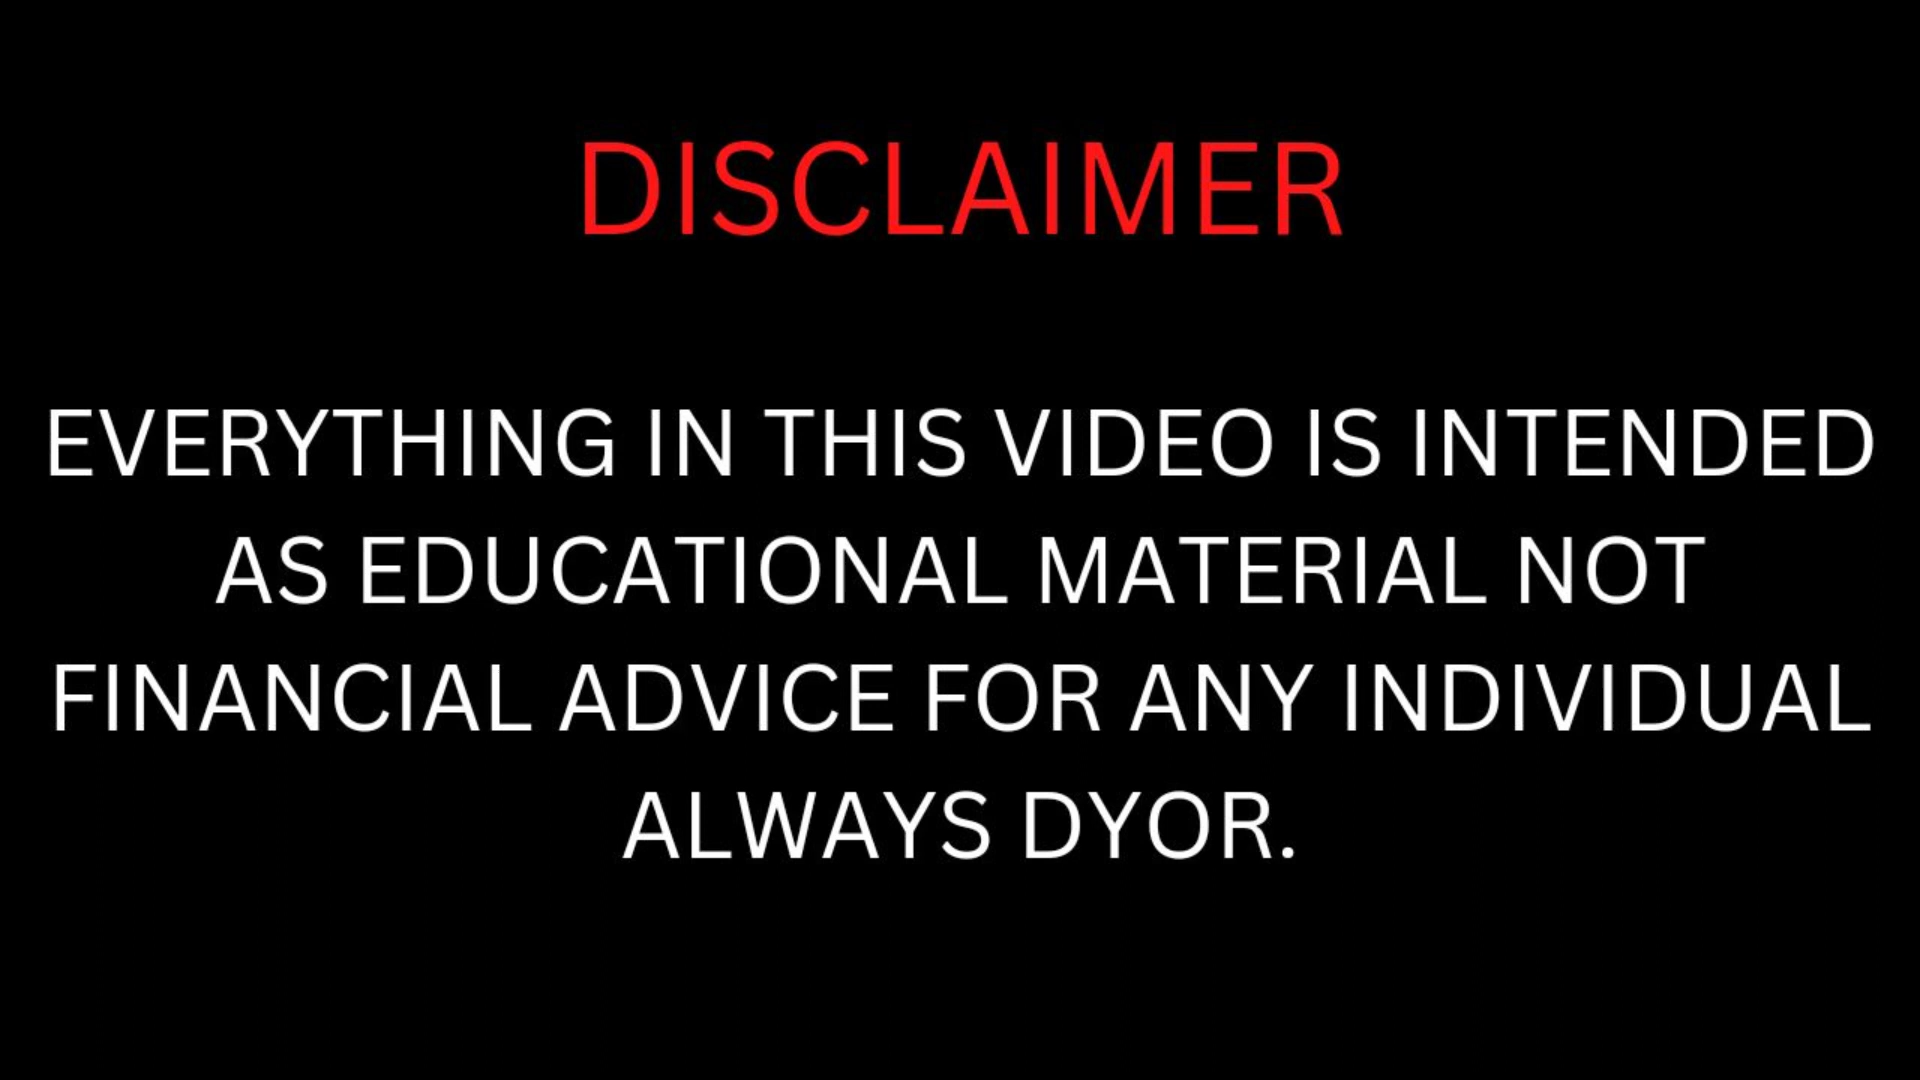 DISCLAIMER
EVERYTHING IN THIS VIDEO IS INTENDED
AS EDUCATIONAL MATERIAL NOT
FINANCIAL ADVICE FOR ANY INDIVIDUAL
ALWAYS DYOR.